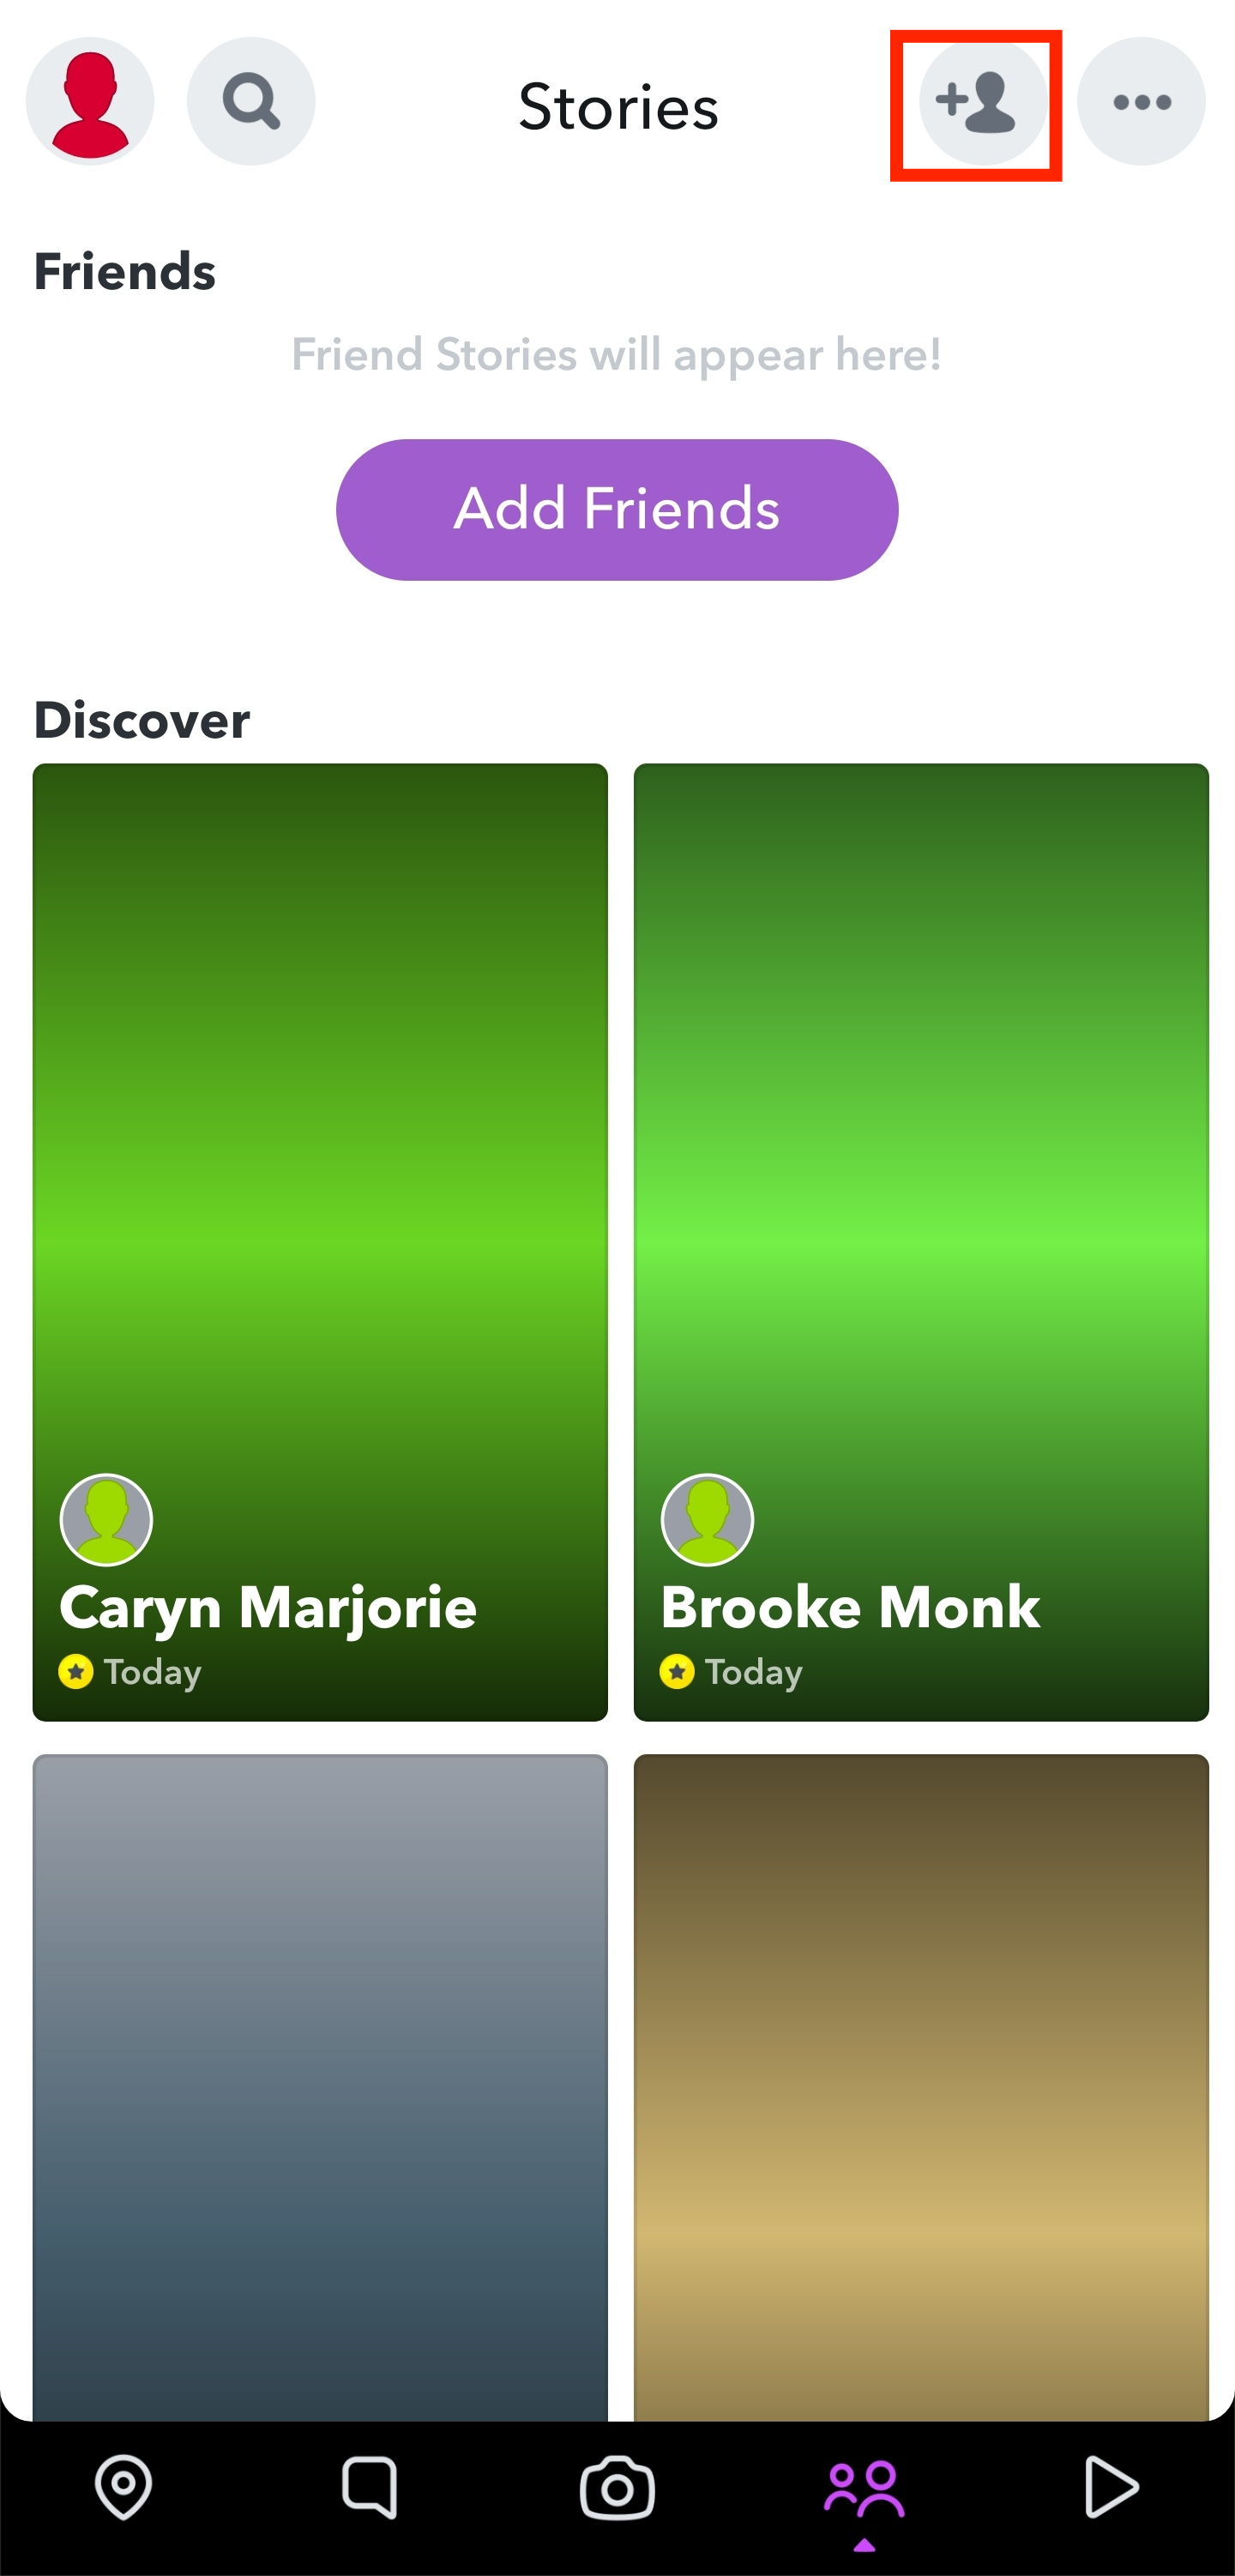 Stories
Friends
Friend Stories will appear here!
Add Friends
Discover
Caryn Marjorie
Today
Brooke Monk
Today